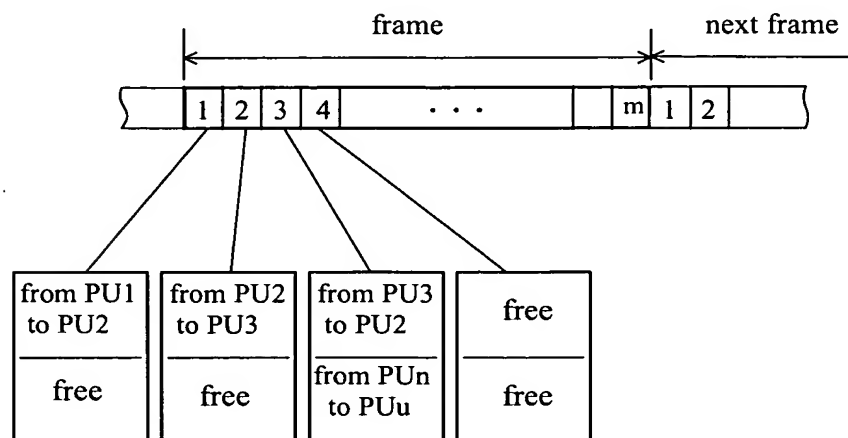 frame
next frame
1 2 3 4 . . . m 1 2
from PU1
to PU2
free
from PU2
to PU3
free
from PU3
to PU2
from PUn
to PUu
free
free